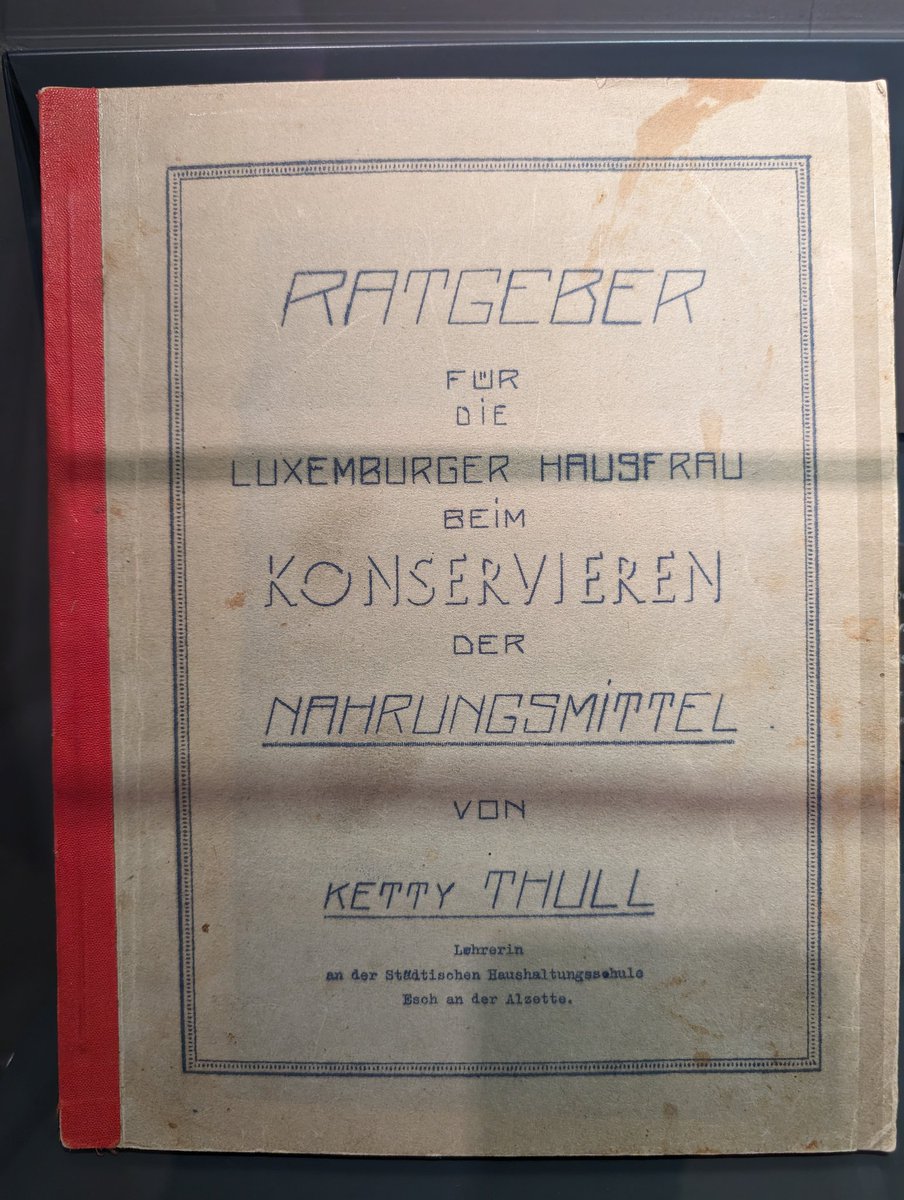 RATGEBER
FÜR
DIE
LUXEMBURGER HAUSFRAU
BEIM
KONSERVIEREN
DER
NAHRUNGSMITTEL
VON
KETTY THULL
Lehrerin
an der Städtischen Haushaltungsschule
Esch an der Alzette.